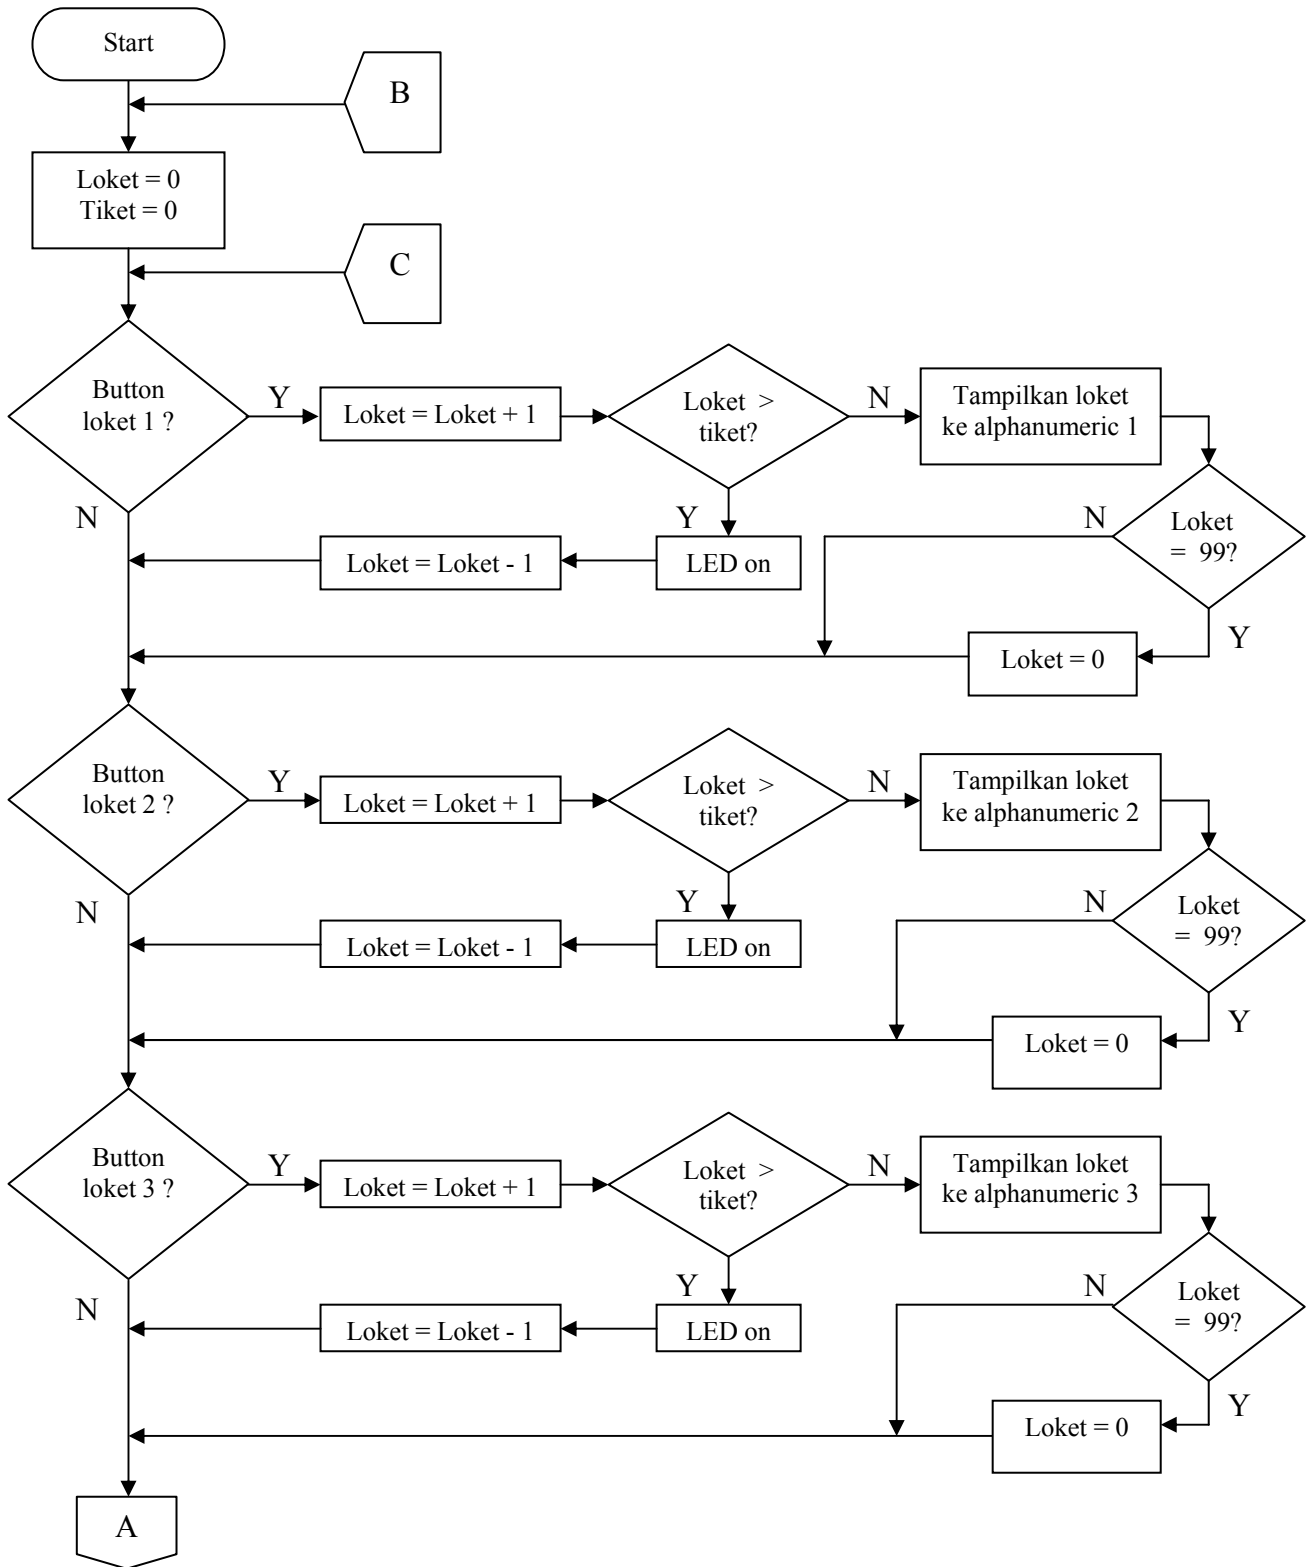 Start
B
Loket = 0
Tiket = 0
C
Button
loket 1 ?
Y
Loket = Loket + 1
Loket >
tiket?
N
Tampilkan loket
ke alphanumeric 1
N
Y
Loket = Loket - 1
LED on
N
Loket
= 99?
Y
Loket = 0
Button
loket 2 ?
Y
Loket = Loket + 1
Loket >
tiket?
N
Tampilkan loket
ke alphanumeric 2
N
Y
Loket = Loket - 1
LED on
N
Loket
= 99?
Y
Loket = 0
Button
loket 3 ?
Y
Loket = Loket + 1
Loket >
tiket?
N
Tampilkan loket
ke alphanumeric 3
N
Y
Loket = Loket - 1
LED on
N
Loket
= 99?
Y
Loket = 0
A